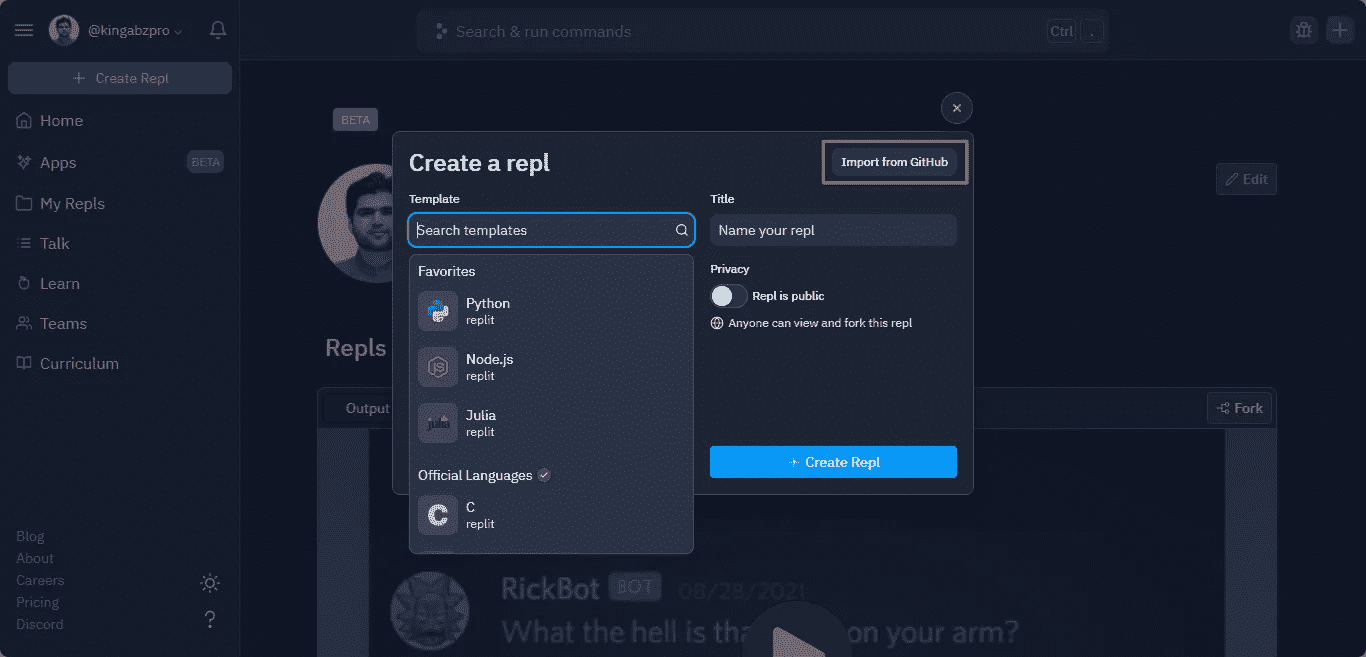 @kingabzpro
Search & run commands
Ctrl .
+ Create Repl
Home
Apps BETA
My Repls
Talk
Learn
Teams
Curriculum
Blog
About
Careers
Pricing
Discord
?
BETA
Edit
Repls
Output
Fork
Create a repl
Import from GitHub
Template
Search templates
Favorites
Python
replit
Node.js
replit
Julia
replit
Official Languages
C
replit
Title
Name your repl
Privacy
Repl is public
Anyone can view and fork this repl
+ Create Repl
RickBot BOT 08/28/2021
What the hell is tha on your arm?